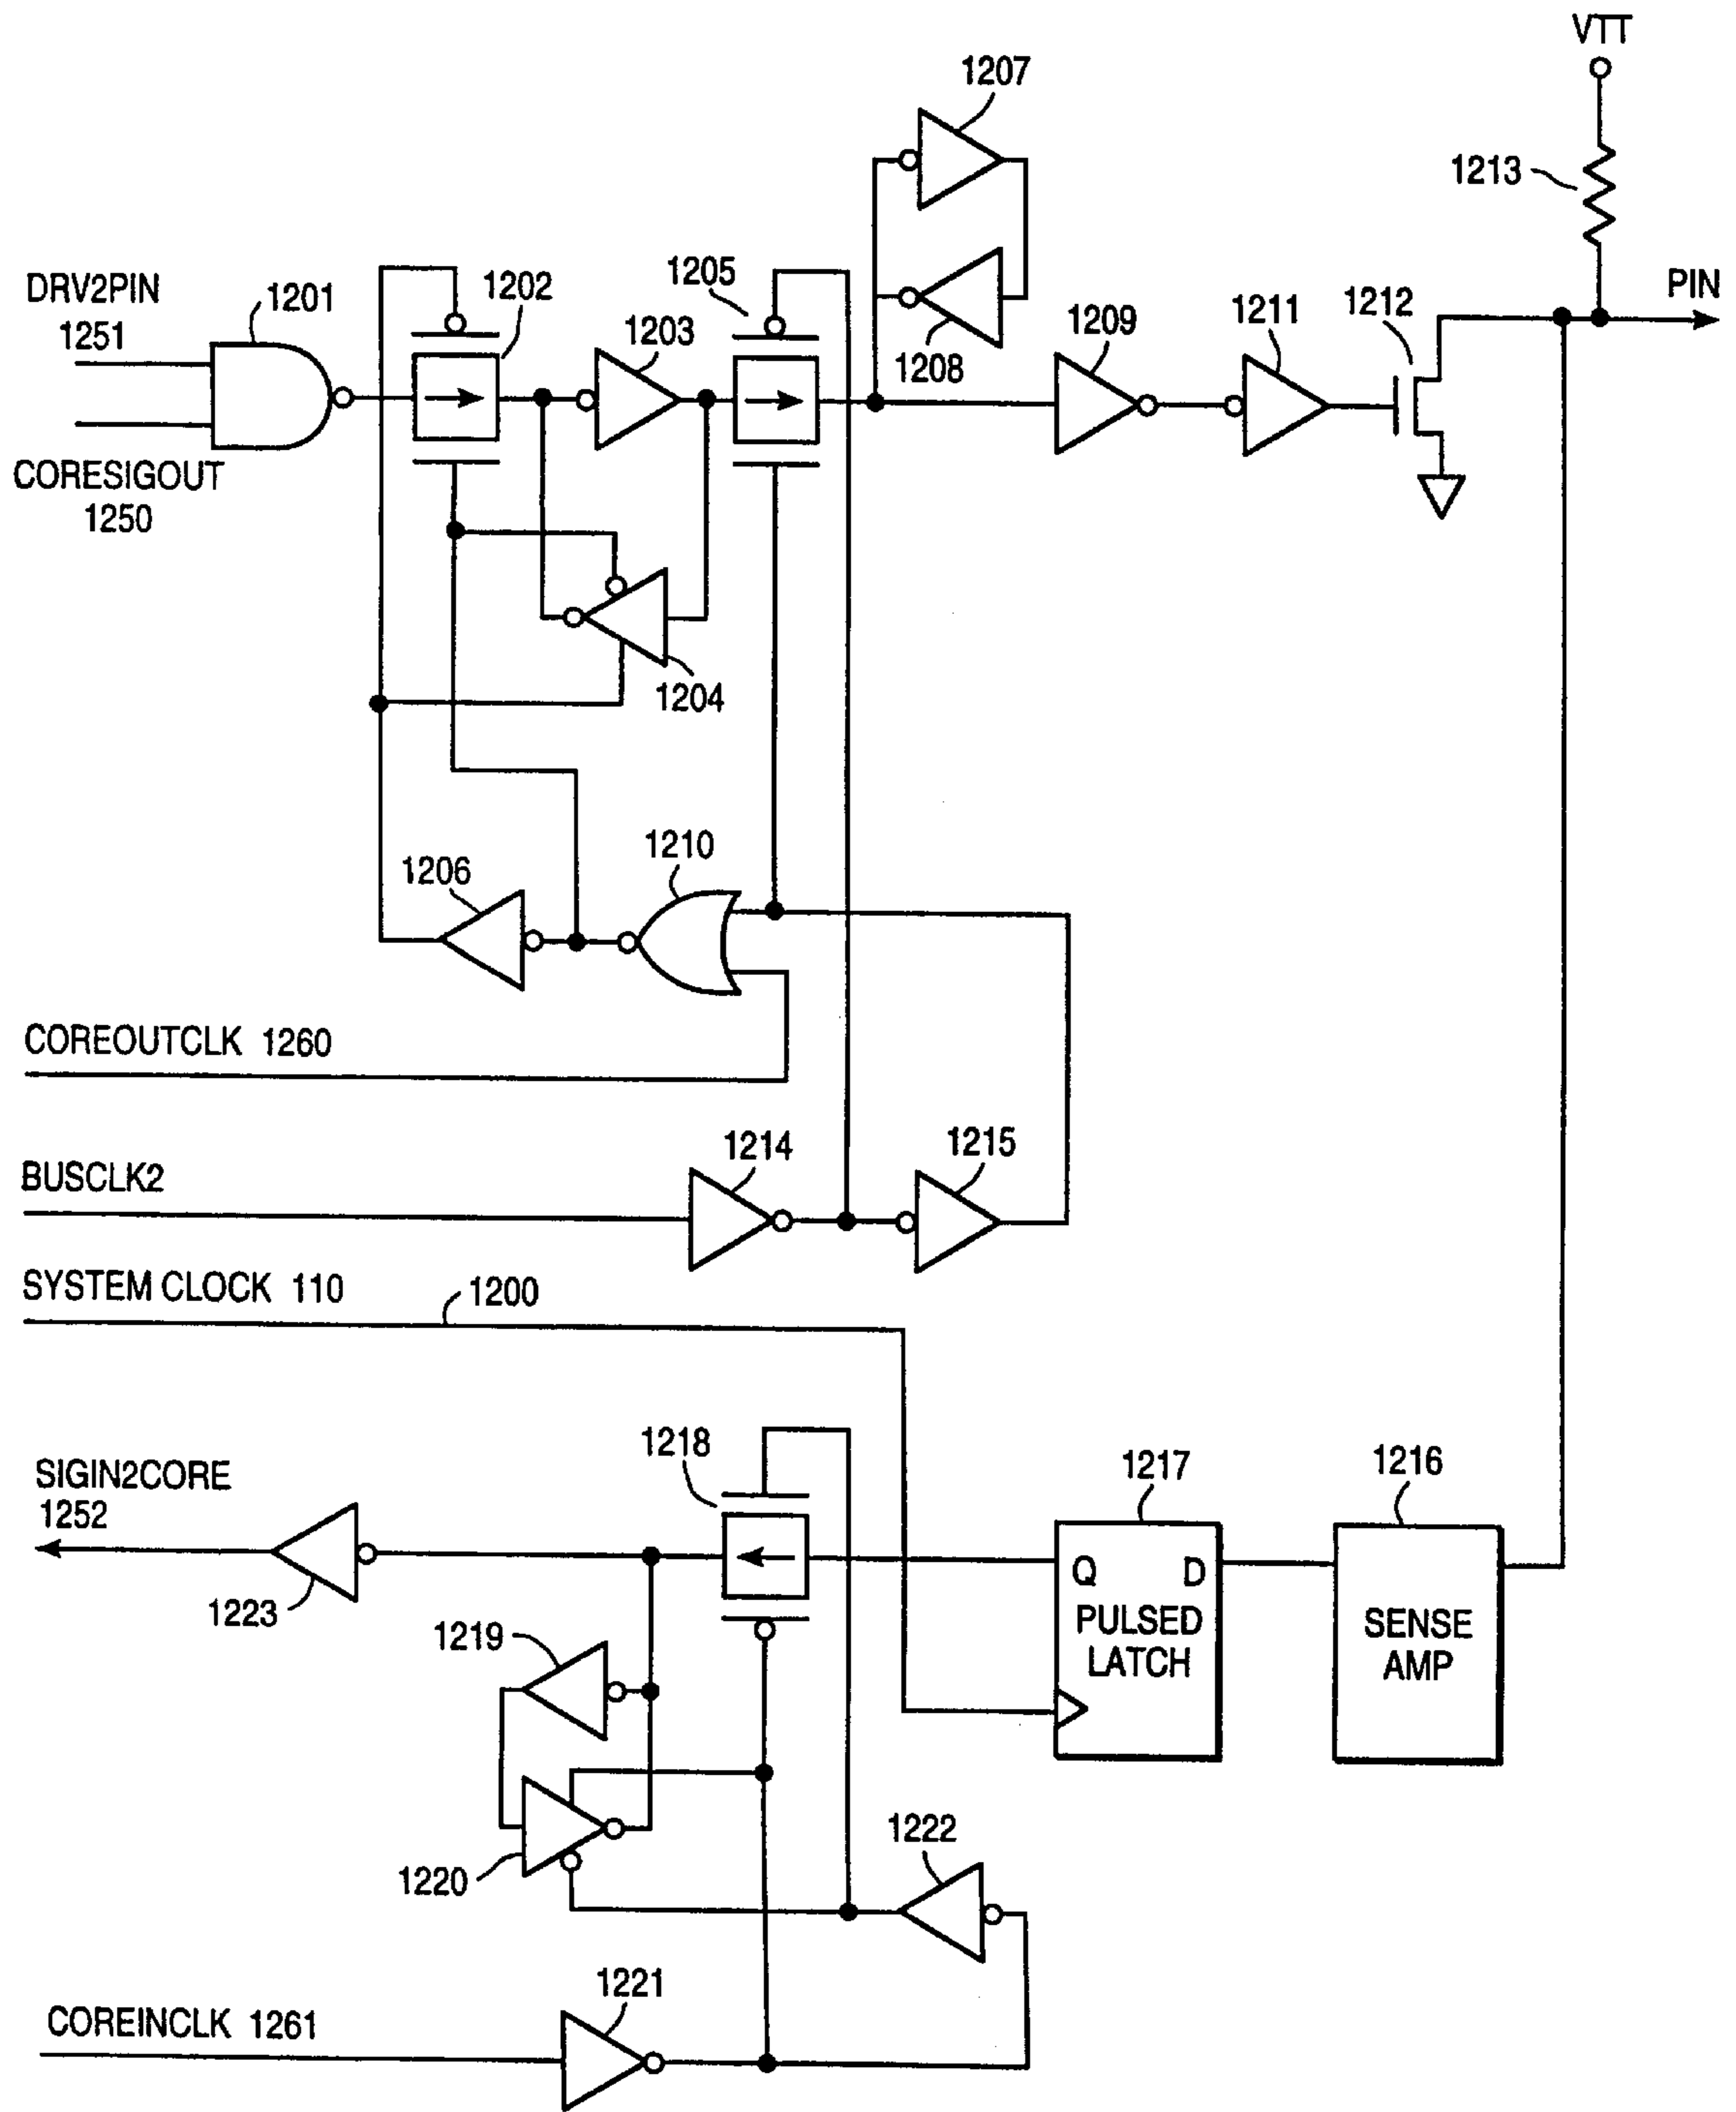 VTT
1207
1213
DRV2PIN
1251
1201
1202
1205
1203
1208
1209
1211
1212
PIN
CORESIGOUT
1250
1204
1210
1206
COREOUTCLK 1260
BUSCLK2
1214
1215
SYSTEM CLOCK 110
1200
1218
1217
1216
SIGIN2CORE
1252
1223
Q D
PULSED
LATCH
SENSE
AMP
1219
1220
1222
1221
COREINCLK 1261